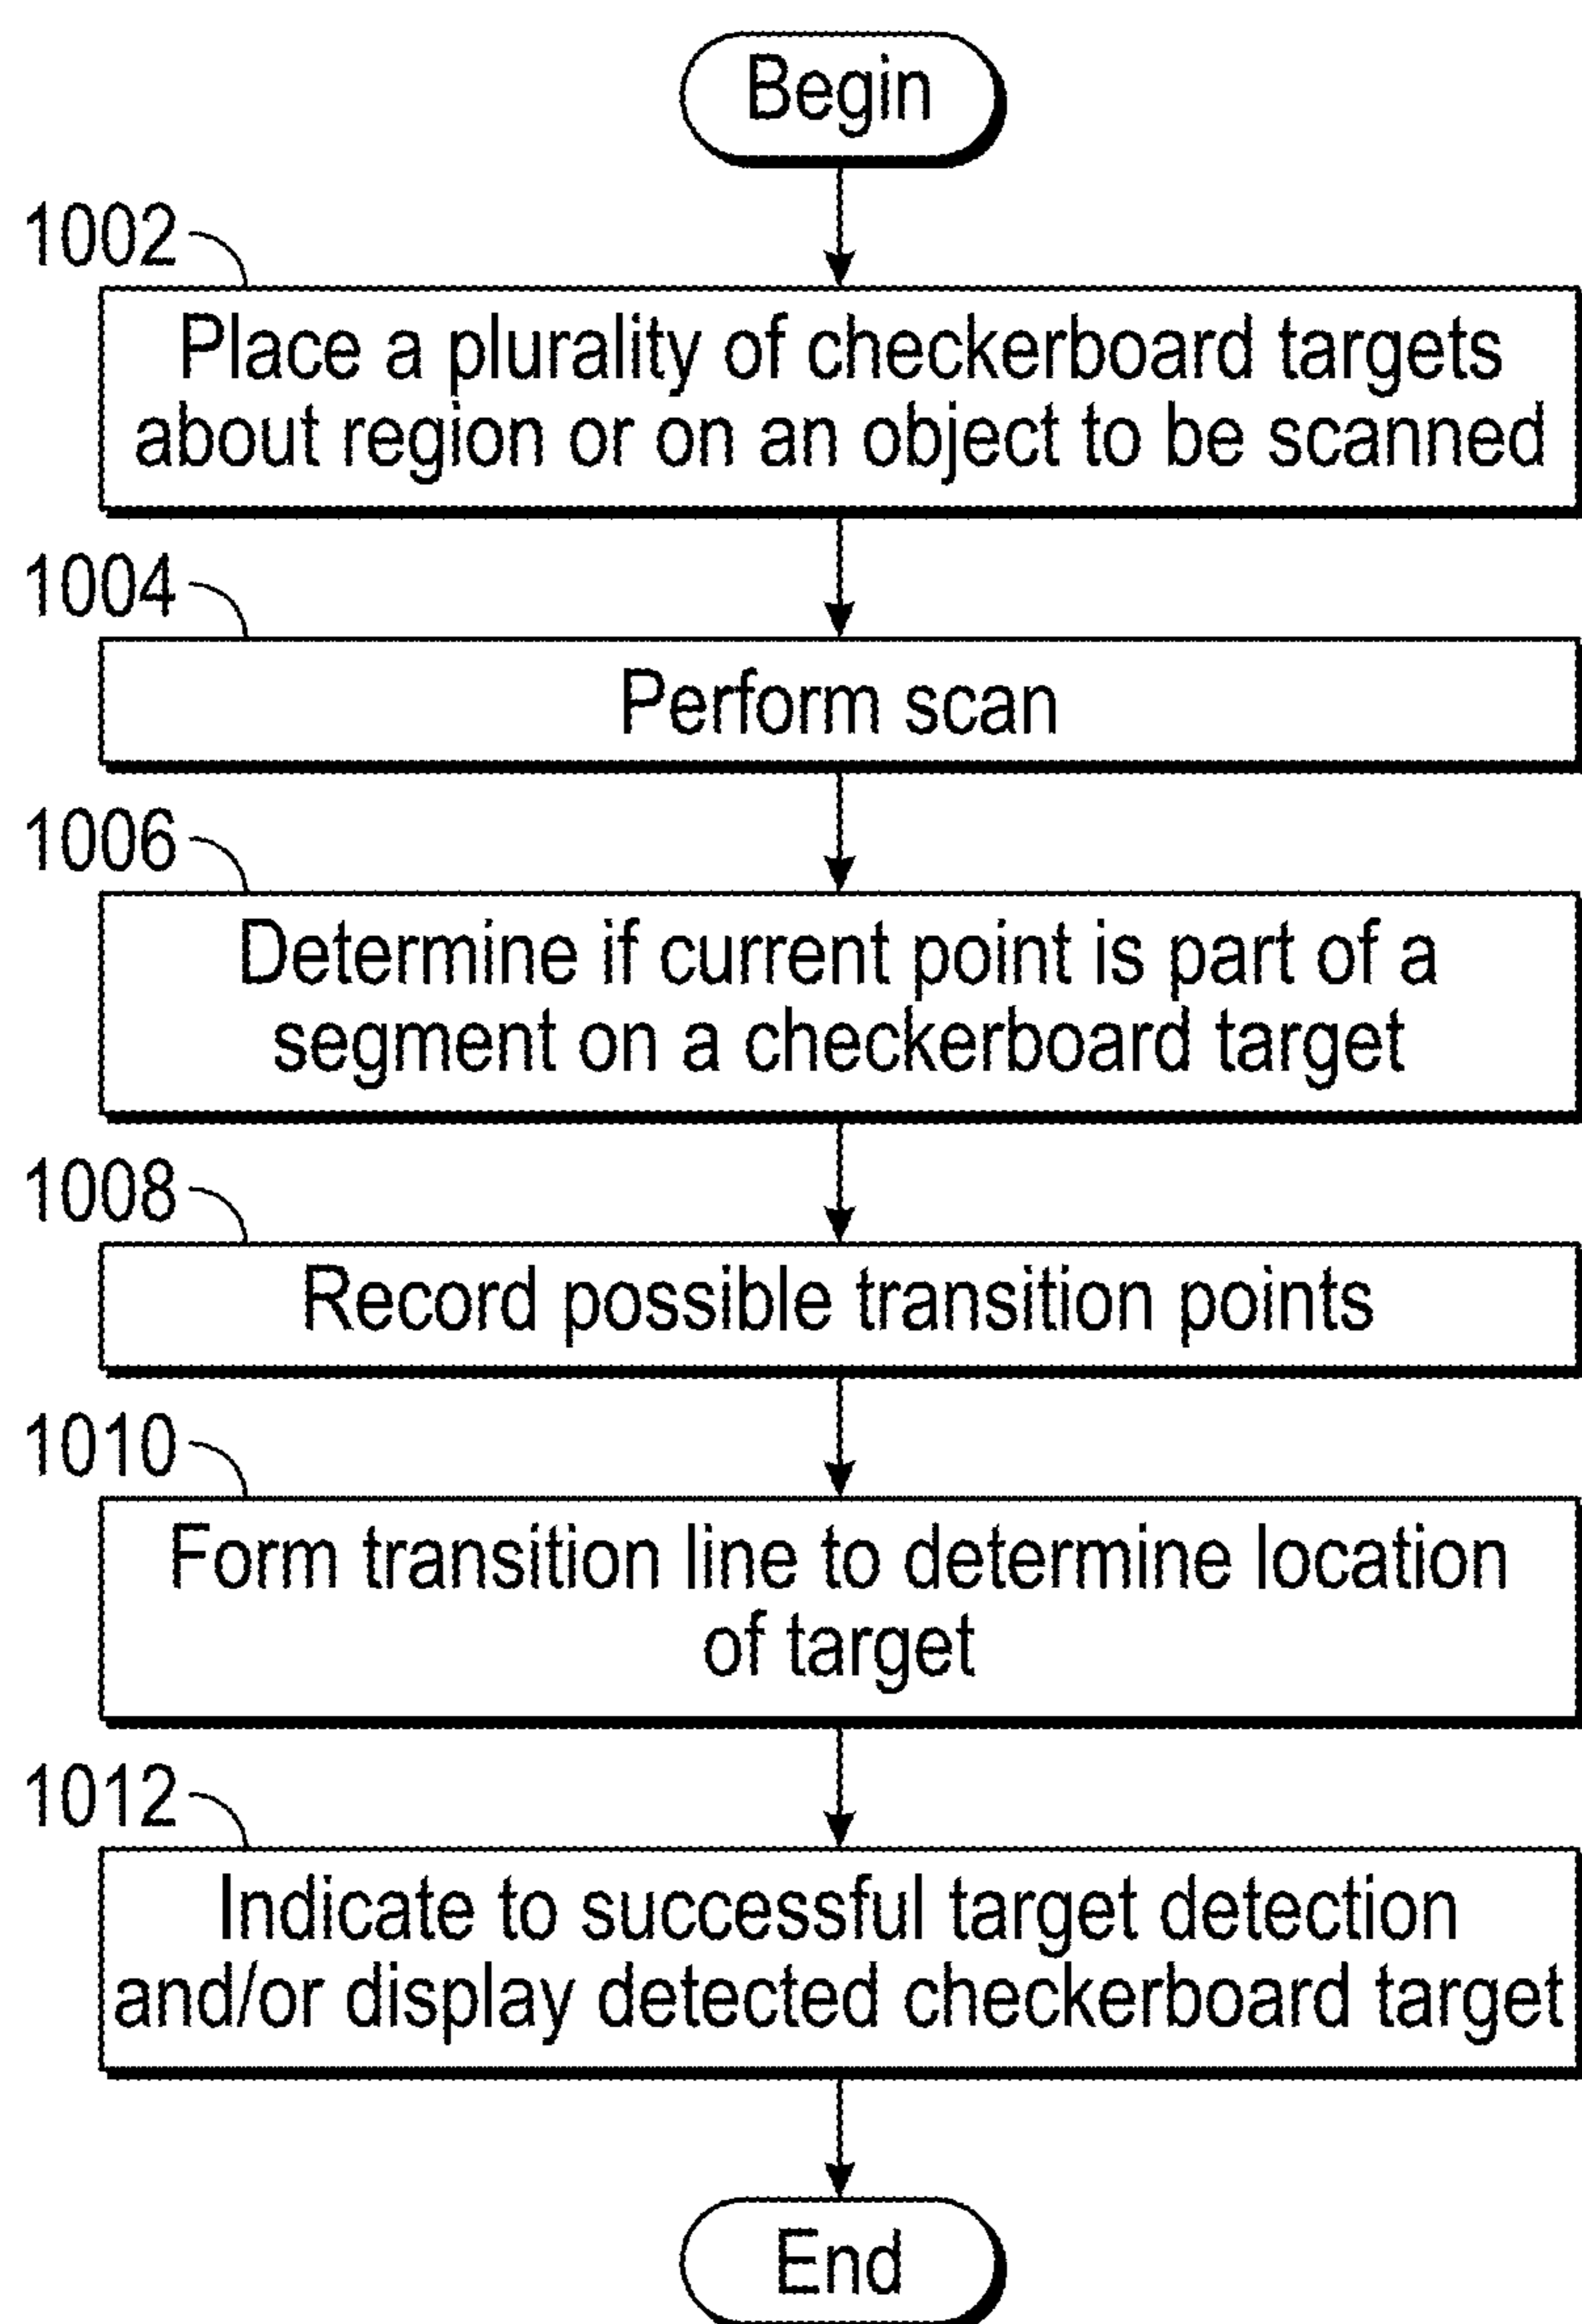 Begin
1002
Place a plurality of checkerboard targets
about region or on an object to be scanned
1004
Perform scan
1006
Determine if current point is part of a
segment on a checkerboard target
1008
Record possible transition points
1010
Form transition line to determine location
of target
1012
Indicate to successful target detection
and/or display detected checkerboard target
End